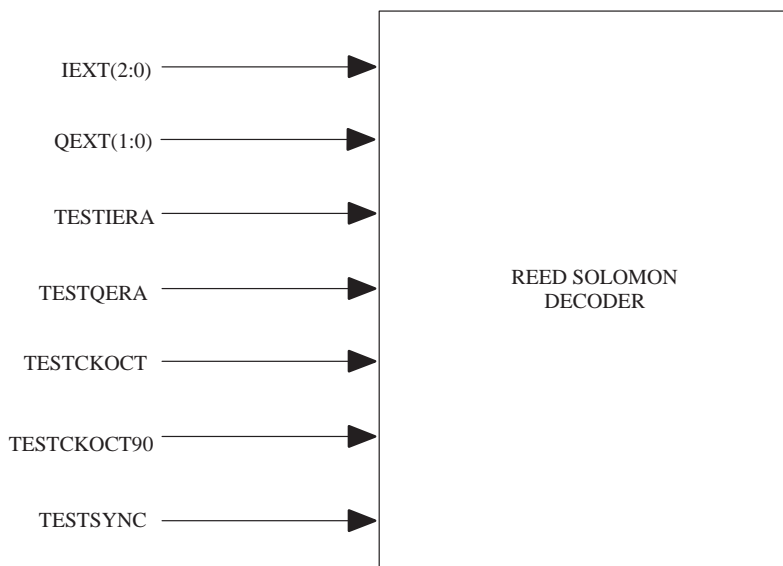 IEXT(2:0)
QEXT(1:0)
TESTIERA
TESTQERA
TESTCKOCT
TESTCKOCT90
TESTSYNC
REED SOLOMON
DECODER